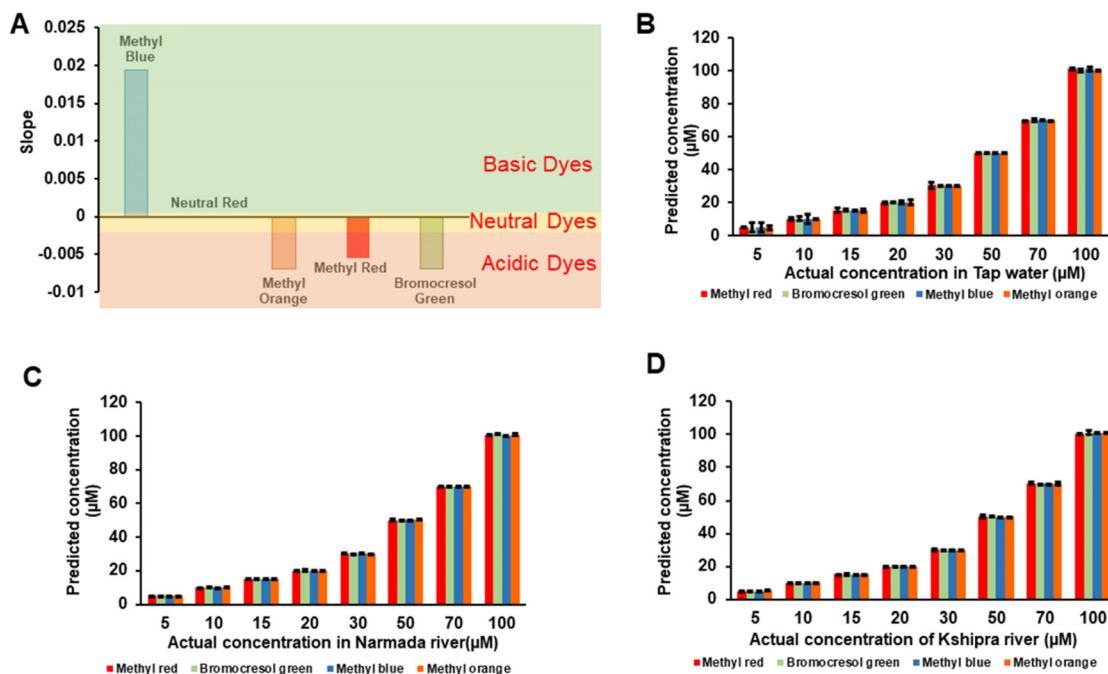 A
0.025
0.02
0.015
0.01
0.005
0
-0.005
-0.01
Slope
Methyl
Blue
Neutral Red
Methyl
Orange
Methyl Red
Bromocresol
Green
Basic Dyes
Neutral Dyes
Acidic Dyes
B
Predicted concentration
(µM)
120
100
80
60
40
20
0
5 10 15 20 30 50 70 100
Actual concentration in Tap water (µM)
Methyl red Bromocresol green Methyl blue Methyl orange
C
Predicted concentration
(µM)
120
100
80
60
40
20
0
5 10 15 20 30 50 70 100
Actual concentration in Narmada river(µM)
Methyl red Bromocresol green Methyl blue Methyl orange
D
Predicted concentration
(µM)
120
100
80
60
40
20
0
5 10 15 20 30 50 70 100
Actual concentration of Kshipra river (µM)
Methyl red Bromocresol green Methyl blue Methyl orange